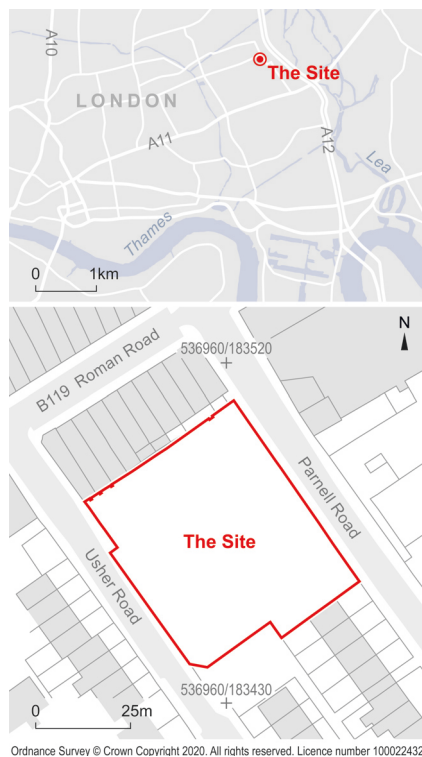 A10
The Site
LONDON
A11
A12
Lea
Thames
0 1km
N
536960/183520
B119 Roman Road
Parnell Road
The Site
Usher Road
536960/183430
0 25m
Ordnance Survey © Crown Copyright 2020. All rights reserved. Licence number 100022432